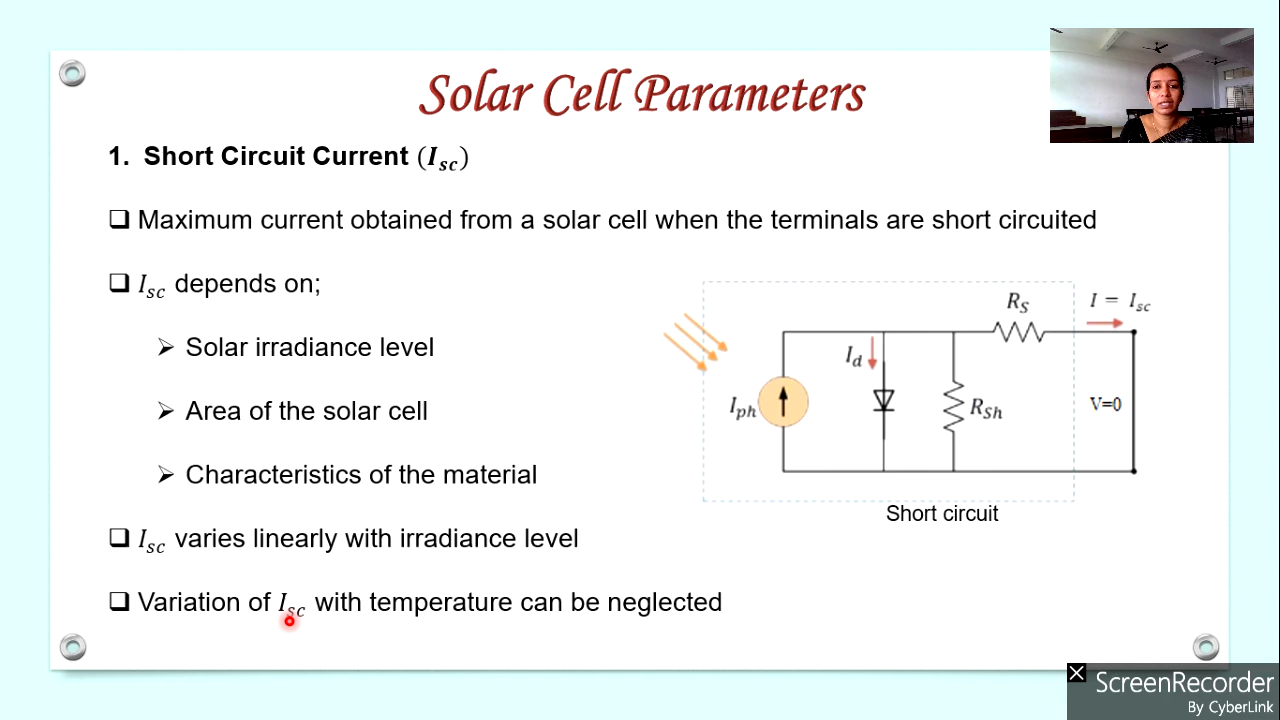 Solar Cell Parameters
1. Short Circuit Current (Isc)
❑ Maximum current obtained from a solar cell when the terminals are short circuited
❑ Isc depends on;
➢ Solar irradiance level
➢ Area of the solar cell
➢ Characteristics of the material
❑ Isc varies linearly with irradiance level
❑ Variation of Isc with temperature can be neglected
RS
I = Isc
Id
Iph
RSh
V=0
Short circuit
ScreenRecorder
By CyberLink